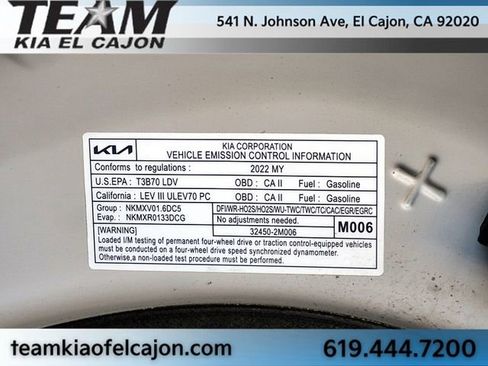 TEAM
KIA EL CAJON
541 N. Johnson Ave, El Cajon, CA 92020
KIA
KIA CORPORATION
VEHICLE EMISSION CONTROL INFORMATION
Conforms to regulations : 2022 MY
U.S.EPA : T3B70 LDV OBD : CA II Fuel : Gasoline
California : LEV III ULEV70 PC OBD : CA II Fuel : Gasoline
Group : NKMXV01.6DC5 DFI/WR-HO2S/HO2S/WU-TWC/TWC/TC/CAC/EGR/EGRC
Evap. : NKMXR0133DCG No adjustments needed.
[WARNING] 32450-2M006 M006
Loaded I/M testing of permanent four-wheel drive or traction control-equipped vehicles
must be performed on a four-wheel drive two axle speed synchronized dynamometer.
Otherwise, a non-loaded test procedure must be performed.
teamkiaofelcajon.com
619.444.7200